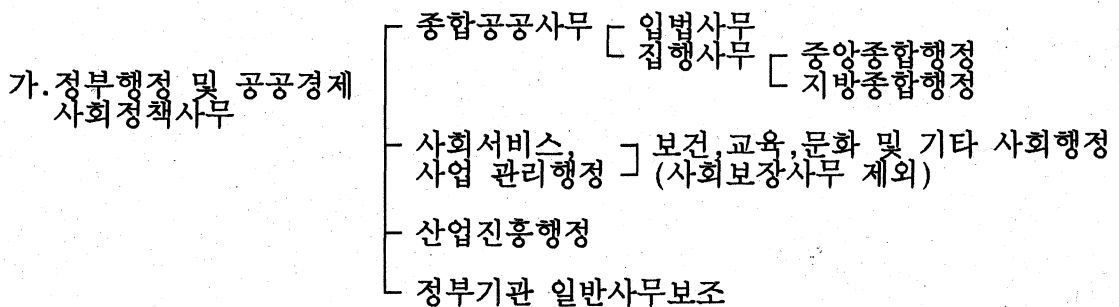 종합공공사무 입법사무
집행사무 중앙종합행정
지방종합행정
가.정부행정 및 공공경제
사회정책사무
사회서비스, 보건,교육,문화 및 기타 사회행정
사업 관리행정 (사회보장사무 제외)
산업진흥행정
정부기관 일반사무보조